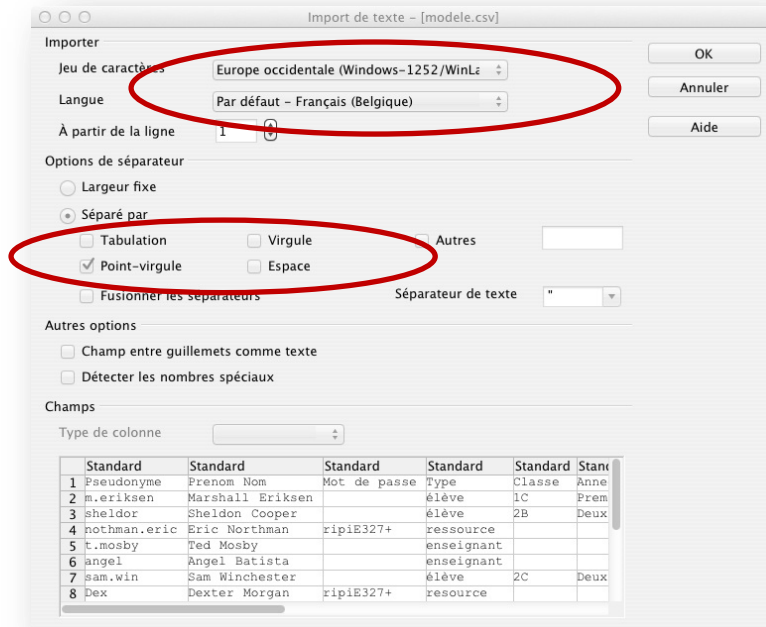 Import de texte – [modele.csv]
Importer
Jeu de caractères Europe occidentale (Windows-1252/WinLa
OK
Langue Par défaut – Français (Belgique)
Annuler
À partir de la ligne 1
Aide
Options de séparateur
Largeur fixe
Séparé par
Tabulation Virgule Autres
Point-virgule Espace
Fusionner les séparateurs Séparateur de texte "
Autres options
Champ entre guillemets comme texte
Détecter les nombres spéciaux
Champs
Type de colonne
Standard Standard Standard Standard Standard Stand
1 Pseudonyme Prenom Nom Mot de passe Type Classe Anne
2 m.eriksen Marshall Eriksen élève 1C Prem
3 sheldor Sheldon Cooper élève 2B Deux
4 nothman.eric Eric Northman ripiE327+ ressource
5 t.mosby Ted Mosby enseignant
6 angel Angel Batista enseignant
7 sam.win Sam Winchester élève 2C Deux
8 Dex Dexter Morgan ripiE327+ resource